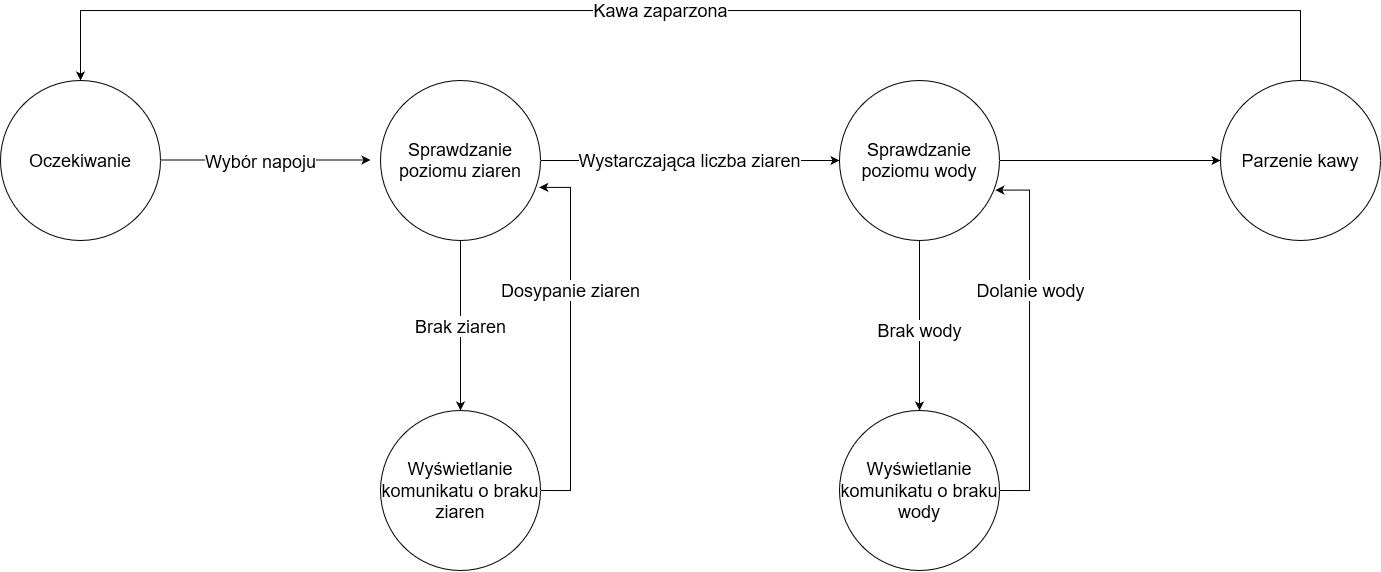 Kawa zaparzona
Oczekiwanie
Wybór napoju
Sprawdzanie
poziomu ziaren
Wystarczająca liczba ziaren
Sprawdzanie
poziomu wody
Parzenie kawy
Dosypanie ziaren
Dolanie wody
Brak ziaren
Brak wody
Wyświetlanie
komunikatu o braku
ziaren
Wyświetlanie
komunikatu o braku
wody